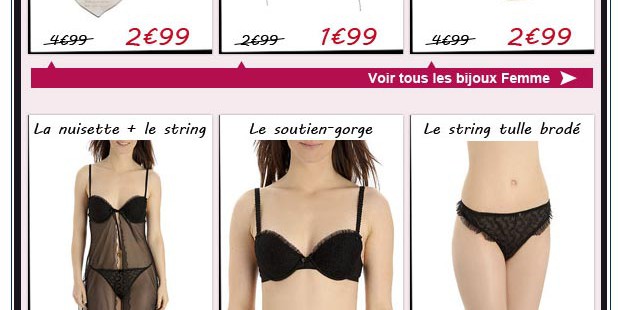 4€99 2€99 2€99 1€99 4€99 2€99
Voir tous les bijoux Femme
La nuisette + le string
Le soutien-gorge
Le string tulle brodé